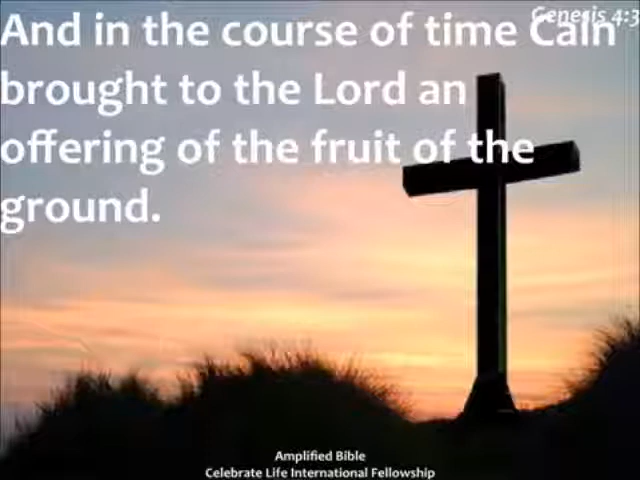 Genesis 4:3
And in the course of time Cain
brought to the Lord an
offering of the fruit of the
ground.
Amplified Bible
Celebrate Life International Fellowship